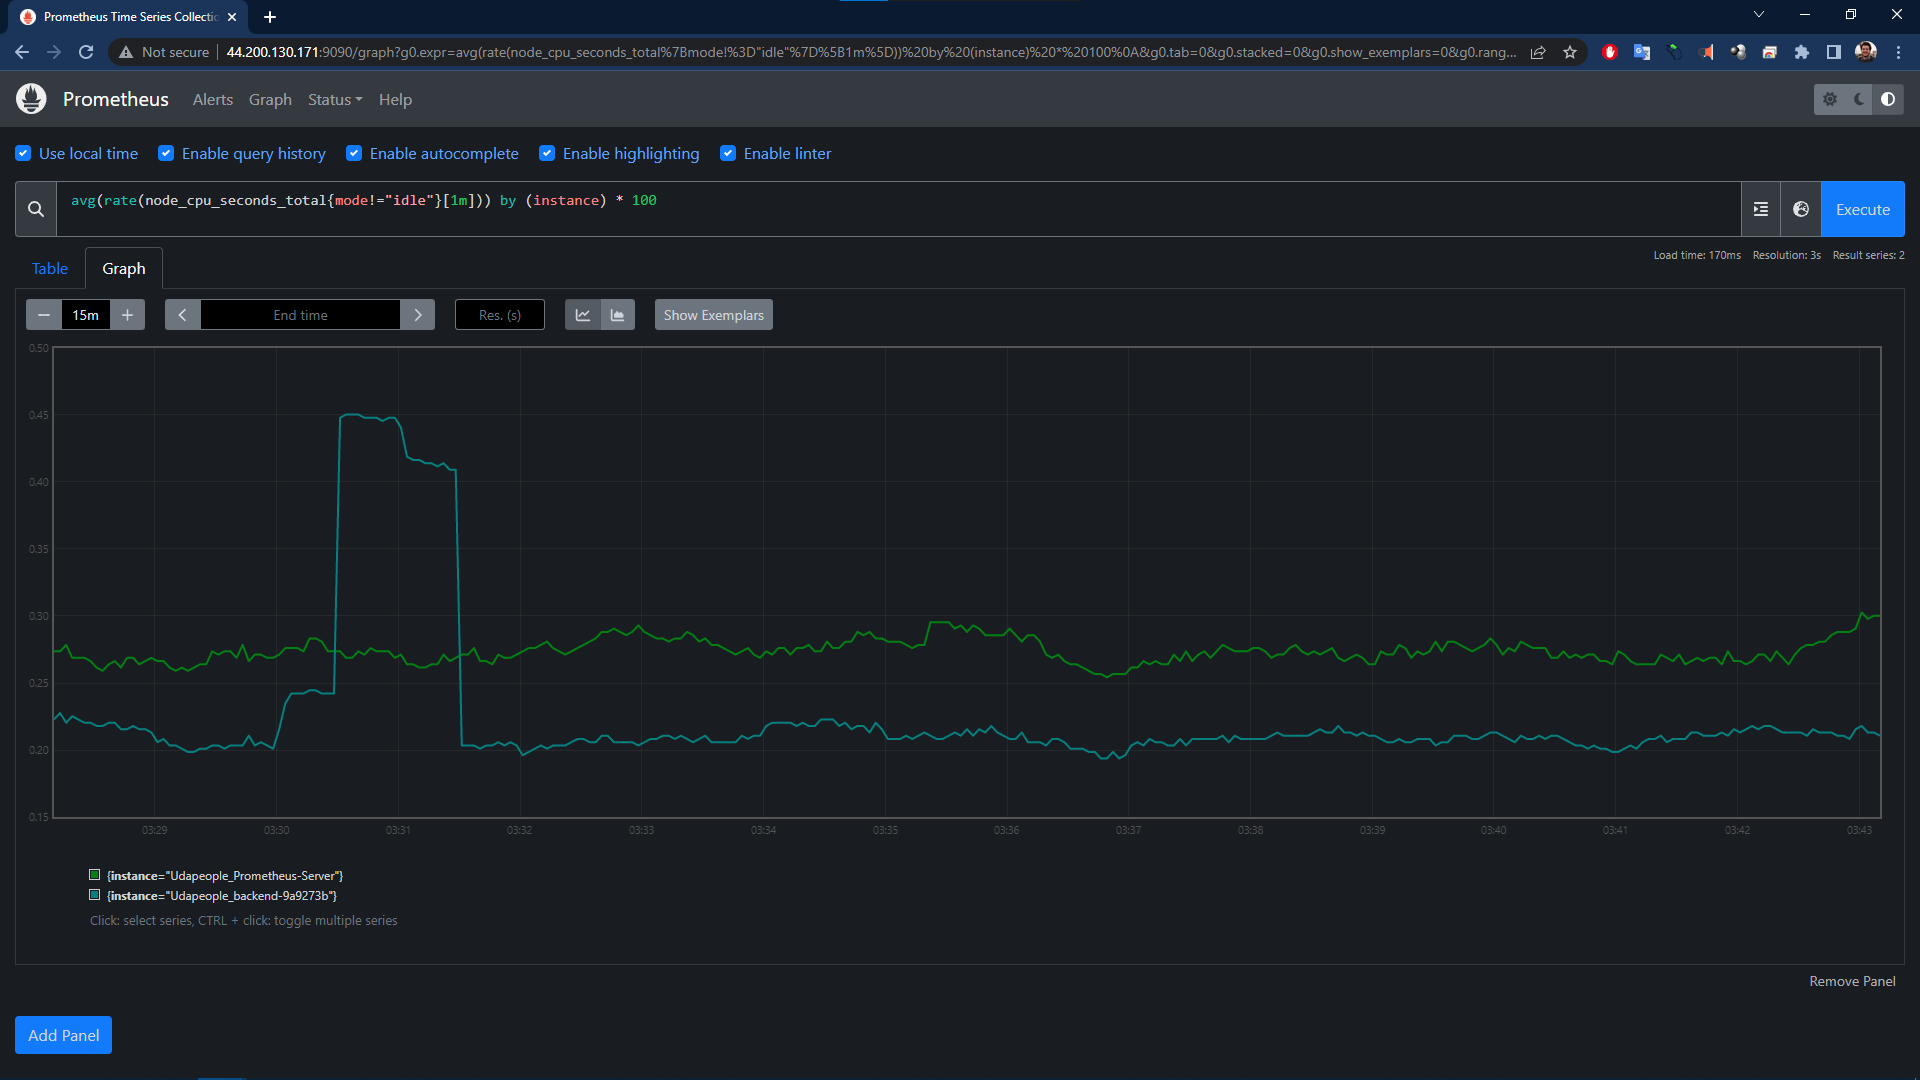 Prometheus Time Series Collectio
Not secure 44.200.130.171:9090/graph?g0.expr=avg(rate(node_cpu_seconds_total%7Bmode!%3D"idle"%7D%5B1m%5D))%20by%20(instance)%20*%20100%0A&g0.tab=0&g0.stacked=0&g0.show_exemplars=0&g0.rang...
Prometheus Alerts Graph Status Help
Use local time Enable query history Enable autocomplete Enable highlighting Enable linter
avg(rate(node_cpu_seconds_total{mode!="idle"}[1m])) by (instance) * 100
Execute
Table Graph
Load time: 170ms Resolution: 3s Result series: 2
15m End time Res. (s) Show Exemplars
0.50
0.45
0.40
0.35
0.30
0.25
0.20
0.15
03:29 03:30 03:31 03:32 03:33 03:34 03:35 03:36 03:37 03:38 03:39 03:40 03:41 03:42 03:43
{instance="Udapeople_Prometheus-Server"}
{instance="Udapeople_backend-9a9273b"}
Click: select series, CTRL + click: toggle multiple series
Remove Panel
Add Panel